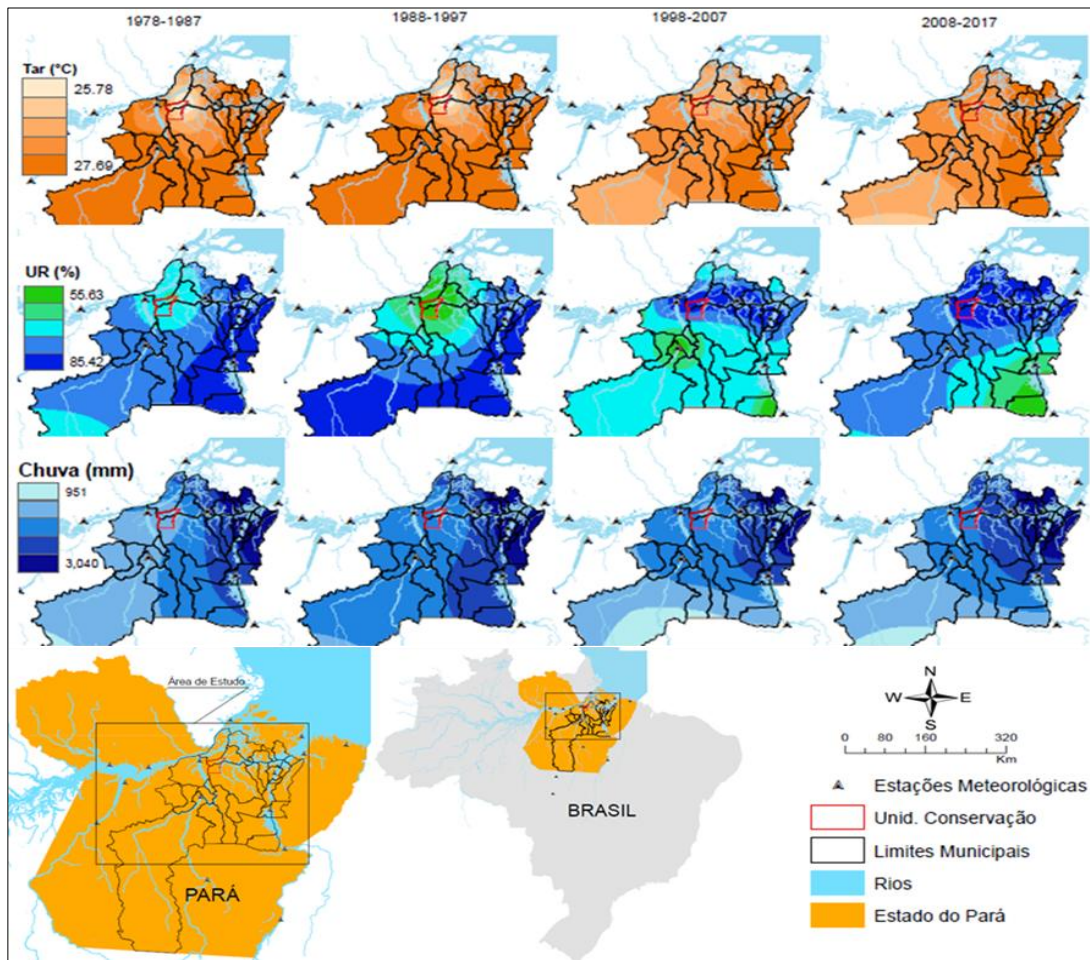 1978-1987
1988-1997
1998-2007
2008-2017
Tar (°C)
25.78
27.69
UR (%)
55.63
85.42
Chuva (mm)
951
3,040
Área de Estudo
PARÁ
BRASIL
N
W
E
S
0 80 160 320
Km
Estações Meteorológicas
Unid. Conservação
Limites Municipais
Rios
Estado do Pará